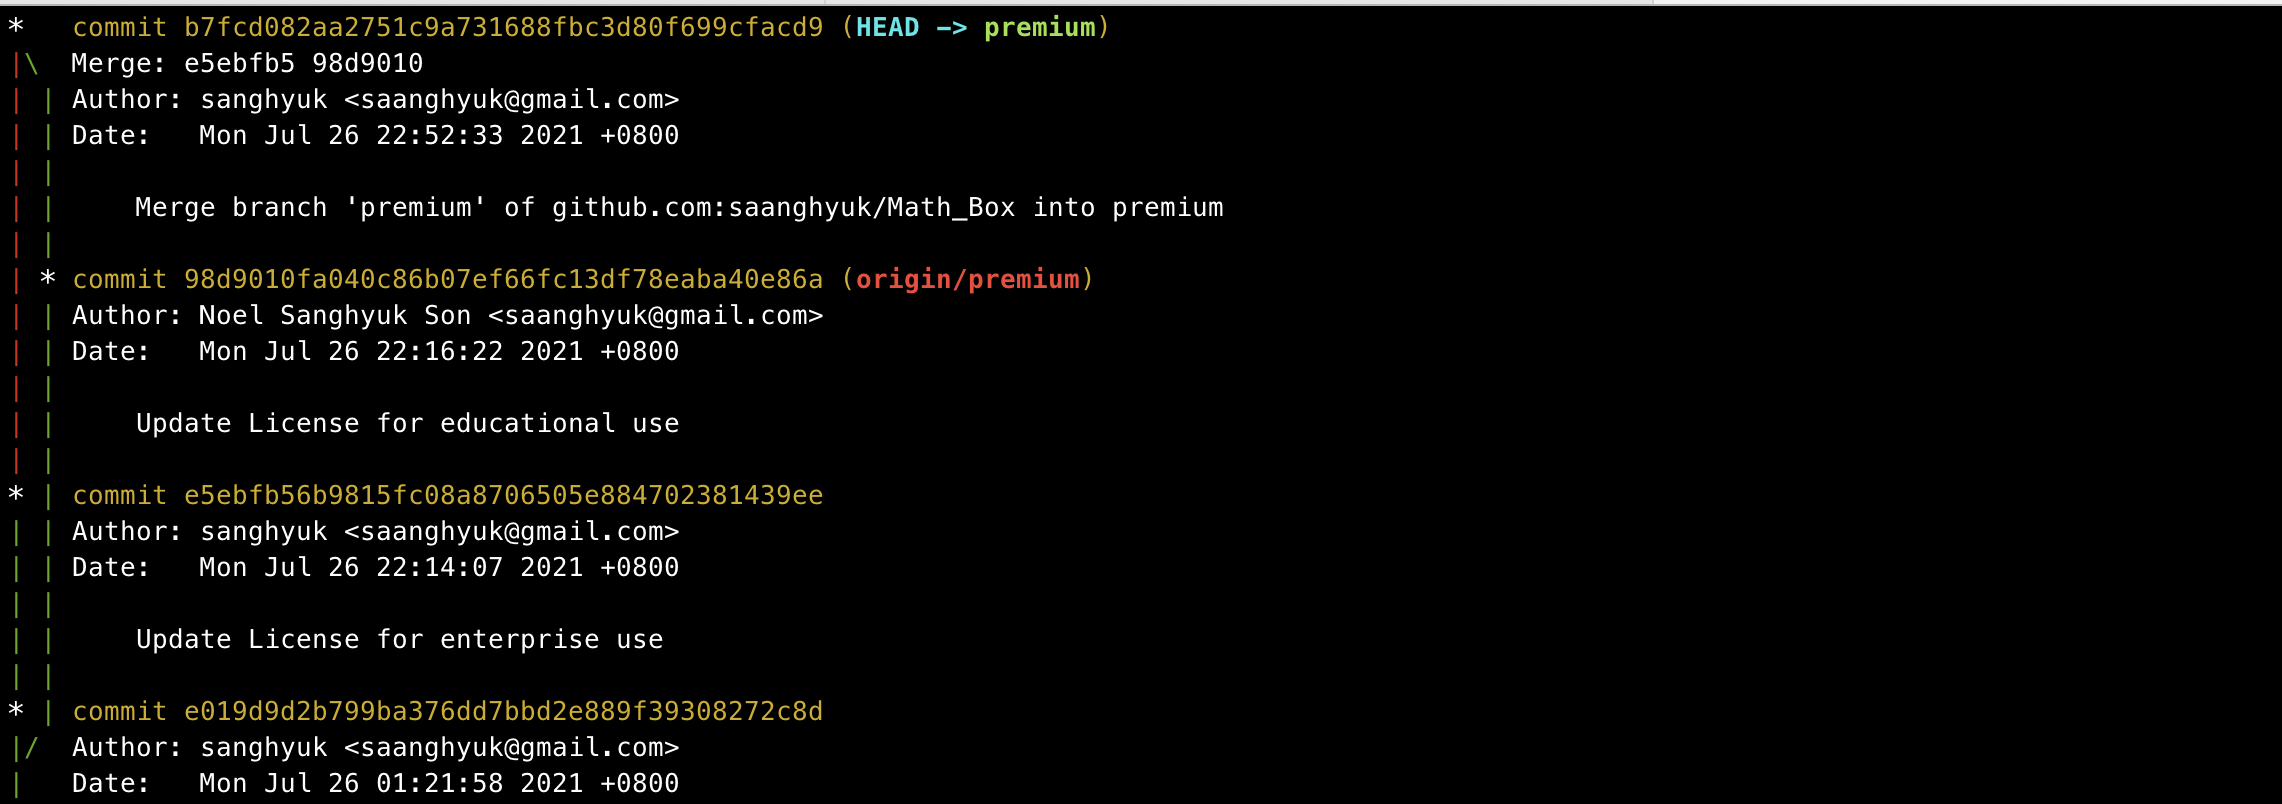 *   commit b7fcd082aa2751c9a731688fbc3d80f699cfacd9 (HEAD -> premium)
|\  Merge: e5ebfb5 98d9010
| | Author: sanghyuk <saanghyuk@gmail.com>
| | Date:   Mon Jul 26 22:52:33 2021 +0800
| |
| |     Merge branch 'premium' of github.com:saanghyuk/Math_Box into premium
| |
| * commit 98d9010fa040c86b07ef66fc13df78eaba40e86a (origin/premium)
| | Author: Noel Sanghyuk Son <saanghyuk@gmail.com>
| | Date:   Mon Jul 26 22:16:22 2021 +0800
| |
| |     Update License for educational use
| |
* | commit e5ebfb56b9815fc08a8706505e884702381439ee
| | Author: sanghyuk <saanghyuk@gmail.com>
| | Date:   Mon Jul 26 22:14:07 2021 +0800
| |
| |     Update License for enterprise use
| |
* | commit e019d9d2b799ba376dd7bbd2e889f39308272c8d
|/  Author: sanghyuk <saanghyuk@gmail.com>
|   Date:   Mon Jul 26 01:21:58 2021 +0800